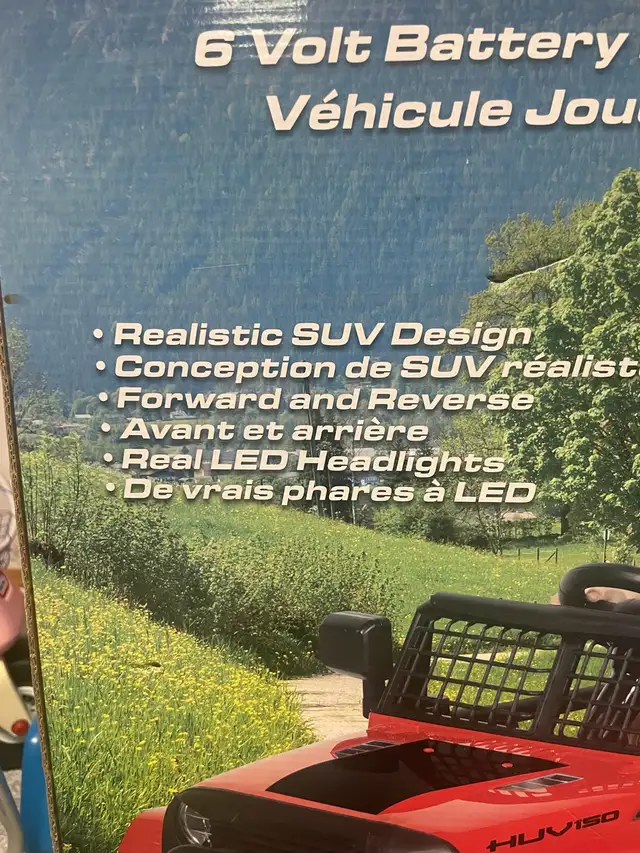 6 Volt Battery
Véhicule Jou
• Realistic SUV Design
• Conception de SUV réalist
• Forward and Reverse
• Avant et arrière
• Real LED Headlights
• De vrais phares à LED
HUV150